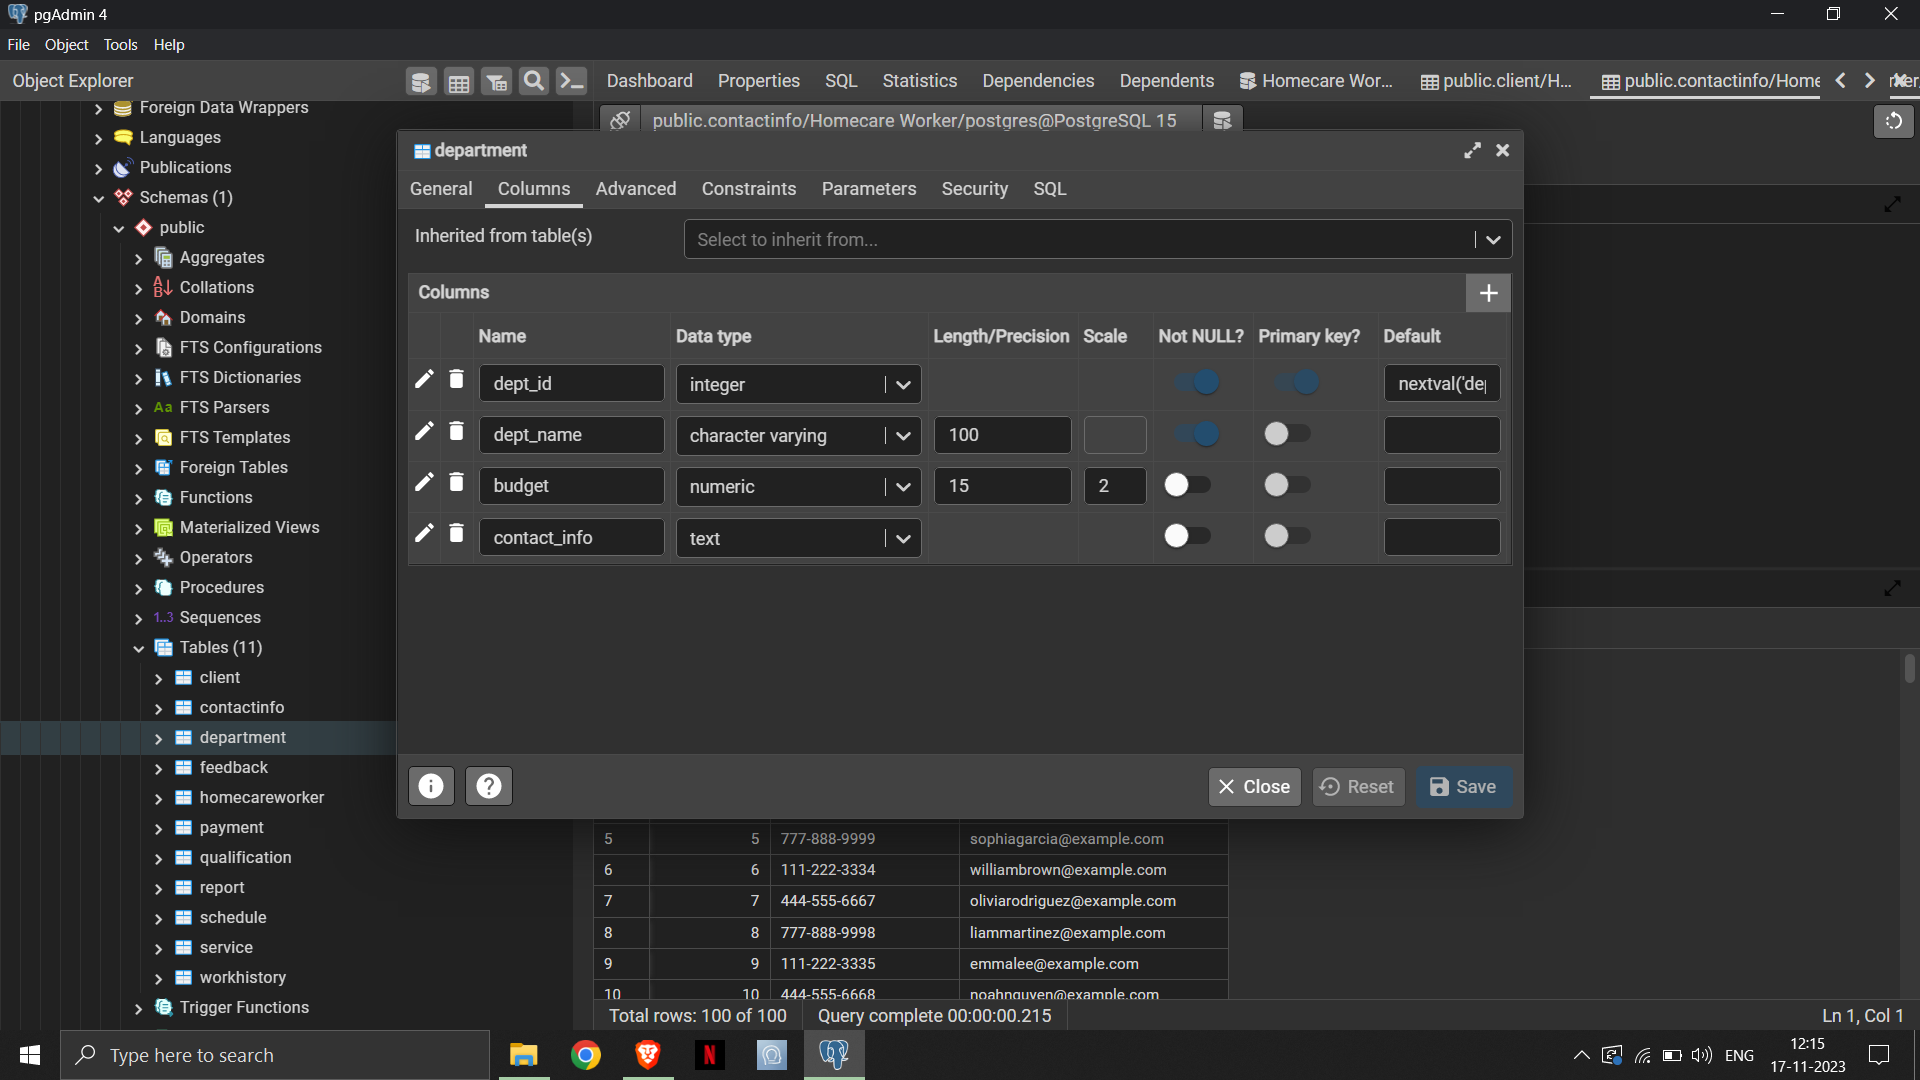 pgAdmin 4
File Object Tools Help
Object Explorer
Dashboard Properties SQL Statistics Dependencies Dependents Homecare Wor... public.client/H... public.contactinfo/Home
public.contactinfo/Homecare Worker/postgres@PostgreSQL 15
Foreign Data Wrappers
Languages
Publications
Schemas (1)
public
Aggregates
Collations
Domains
FTS Configurations
FTS Dictionaries
Aa FTS Parsers
FTS Templates
Foreign Tables
Functions
Materialized Views
Operators
Procedures
1..3 Sequences
Tables (11)
client
contactinfo
department
feedback
homecareworker
payment
qualification
report
schedule
service
workhistory
Trigger Functions
department
General Columns Advanced Constraints Parameters Security SQL
Inherited from table(s) Select to inherit from...
Columns
Name Data type Length/Precision Scale Not NULL? Primary key? Default
dept_id integer nextval('de
dept_name character varying 100
budget numeric 15 2
contact_info text
Close Reset Save
5 5 777-888-9999 sophiagarcia@example.com
6 6 111-222-3334 williambrown@example.com
7 7 444-555-6667 oliviarodriguez@example.com
8 8 777-888-9998 liammartinez@example.com
9 9 111-222-3335 emmalee@example.com
10 10 444-555-6668 noahnguyen@example.com
Total rows: 100 of 100 Query complete 00:00:00.215 Ln 1, Col 1
Type here to search
N
ENG
12:15
17-11-2023